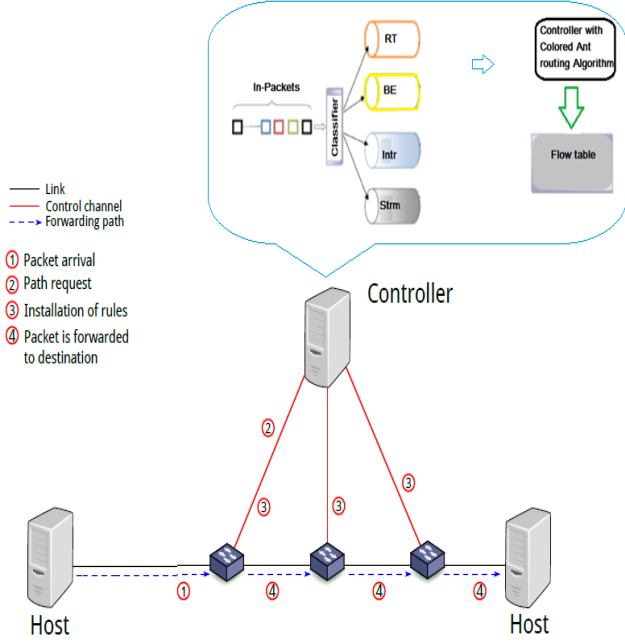 RT
Controller with
Colored Ant
routing Algorithm
In-Packets
BE
Classifier
Intr
Flow table
Strm
Link
Control channel
Forwarding path
1 Packet arrival
2 Path request
3 Installation of rules
4 Packet is forwarded
to destination
Controller
2
3
3
3
1
4
4
4
Host
Host